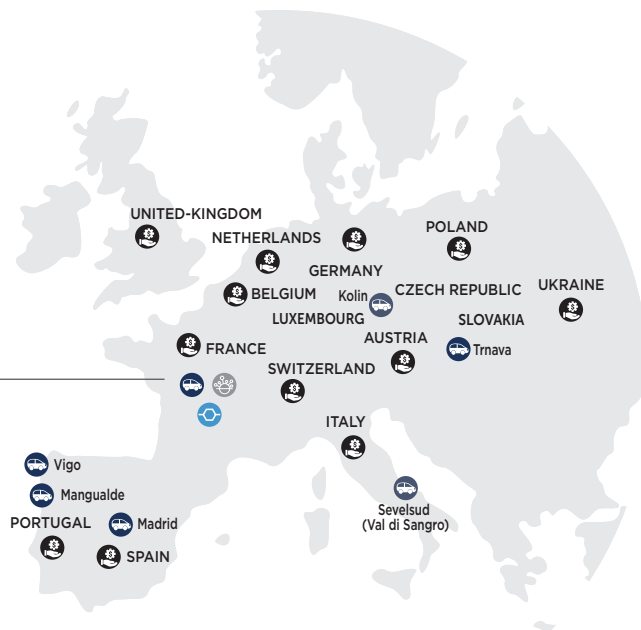 UNITED-KINGDOM
NETHERLANDS
POLAND
GERMANY
BELGIUM
Kolin
CZECH REPUBLIC
UKRAINE
LUXEMBOURG
SLOVAKIA
AUSTRIA
FRANCE
Trnava
SWITZERLAND
ITALY
Vigo
Mangualde
Sevelsud
(Val di Sangro)
PORTUGAL
Madrid
SPAIN